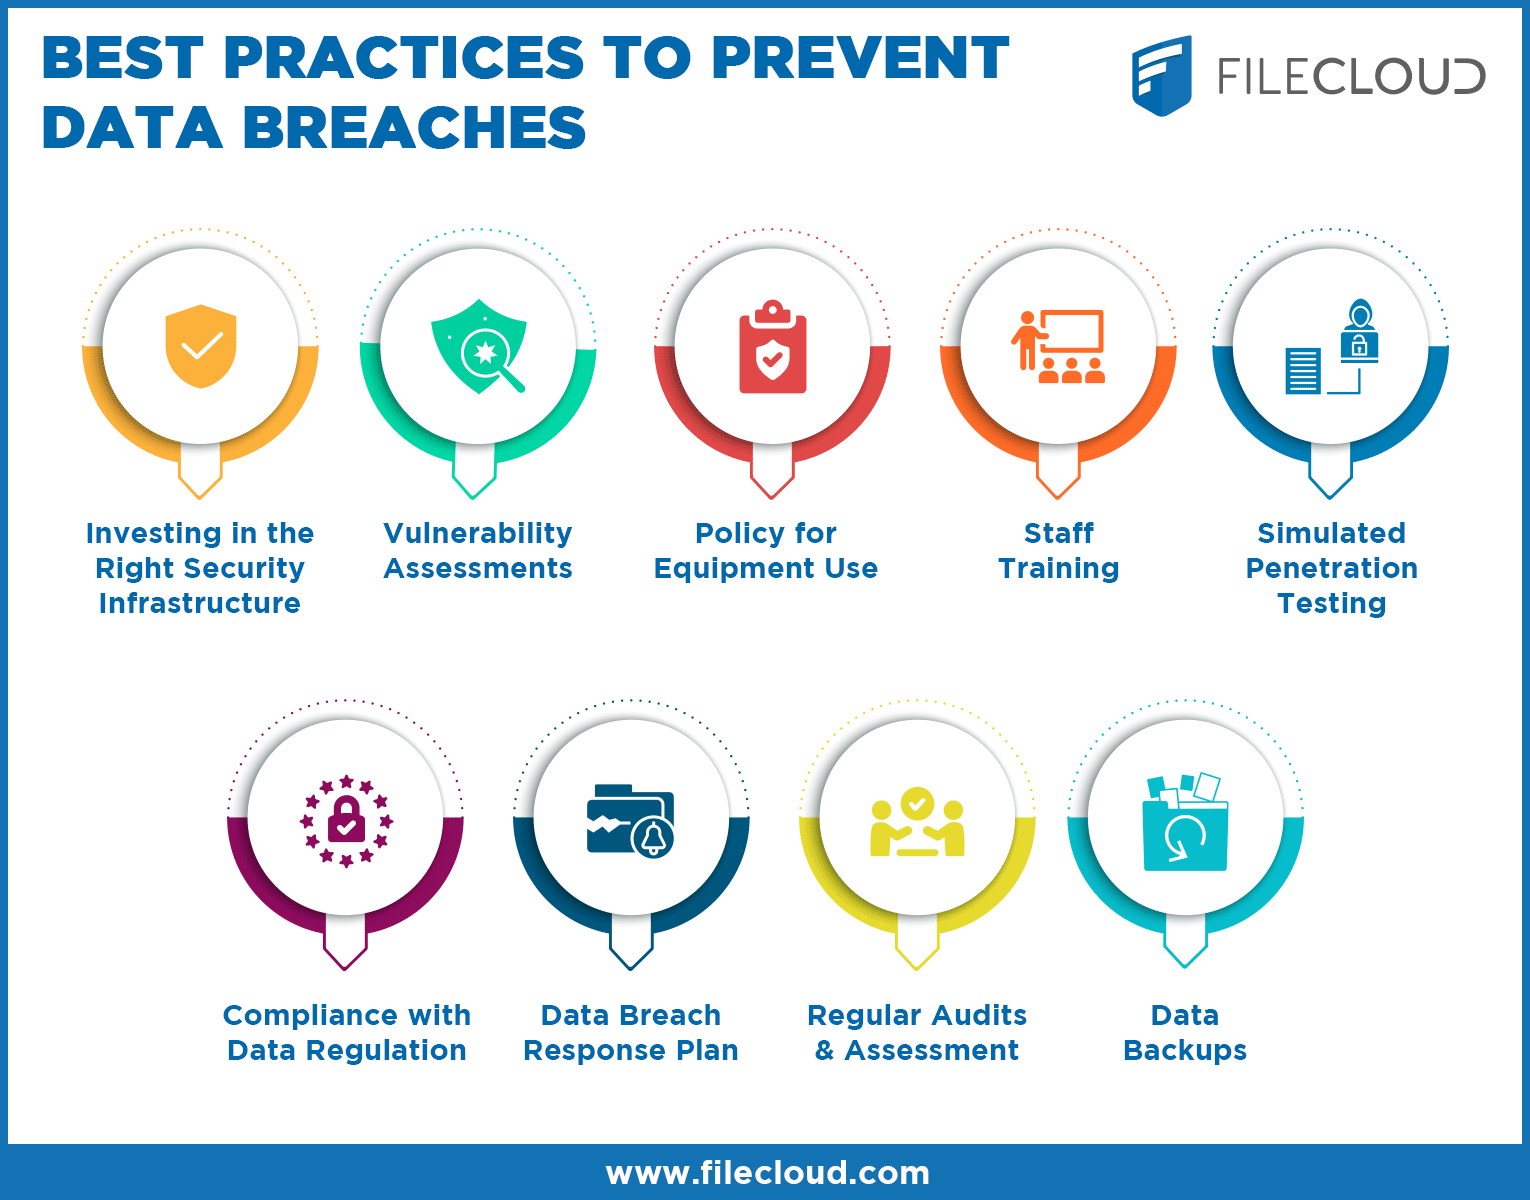 BEST PRACTICES TO PREVENT
DATA BREACHES
FILECLOUD
Investing in the
Right Security
Infrastructure
Vulnerability
Assessments
Policy for
Equipment Use
Staff
Training
Simulated
Penetration
Testing
Compliance with
Data Regulation
Data Breach
Response Plan
Regular Audits
& Assessment
Data
Backups
www.filecloud.com